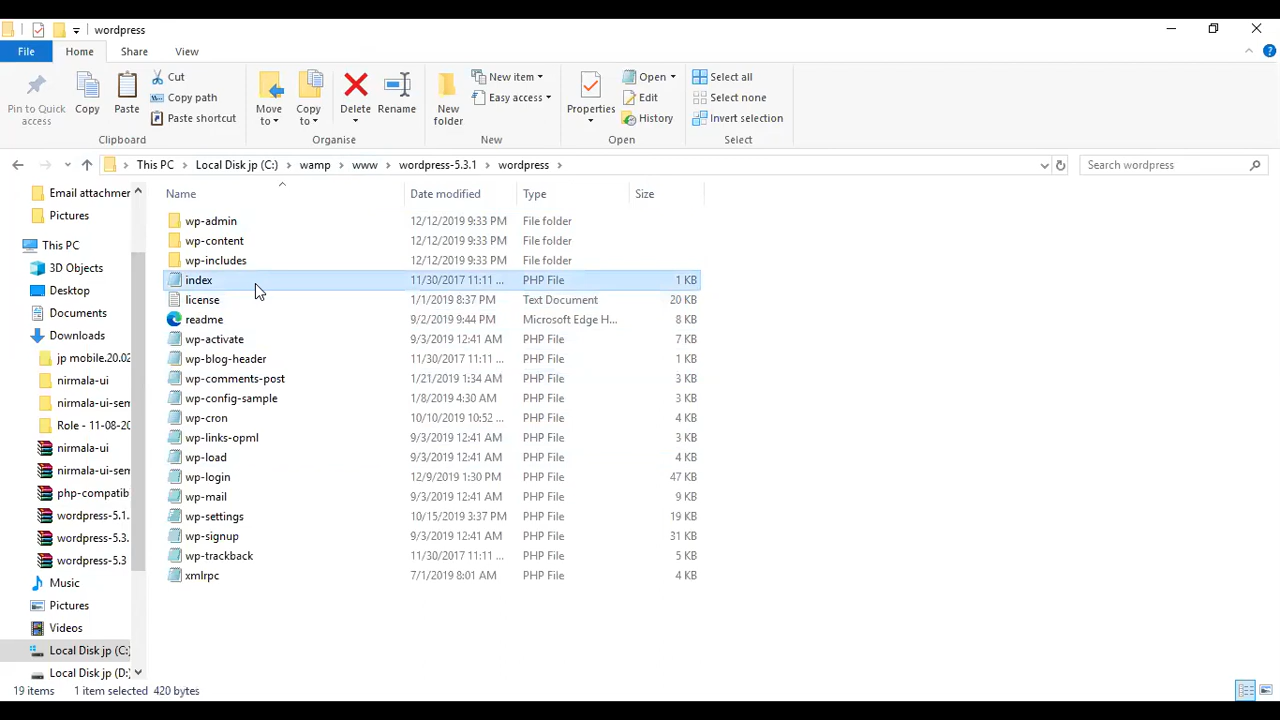 wordpress
File Home Share View
Pin to Quick access
Copy
Paste
Cut
Copy path
Paste shortcut
Clipboard
Move to
Copy to
Delete
Rename
Organise
New folder
New item
Easy access
New
Properties
Open
Edit
History
Open
Select all
Select none
Invert selection
Select
This PC > Local Disk jp (C:) > wamp > www > wordpress-5.3.1 > wordpress >
Search wordpress
Email attachmer
Pictures
This PC
3D Objects
Desktop
Documents
Downloads
jp mobile.20.02
nirmala-ui
nirmala-ui-sem
Role - 11-08-20
nirmala-ui
nirmala-ui-sem
php-compatib
wordpress-5.1.
wordpress-5.3.
wordpress-5.3
Music
Pictures
Videos
Local Disk jp (C:)
Local Disk jp (D:)
Name Date modified Type Size
wp-admin 12/12/2019 9:33 PM File folder
wp-content 12/12/2019 9:33 PM File folder
wp-includes 12/12/2019 9:33 PM File folder
index 11/30/2017 11:11 ... PHP File 1 KB
license 1/1/2019 8:37 PM Text Document 20 KB
readme 9/2/2019 9:44 PM Microsoft Edge H... 8 KB
wp-activate 9/3/2019 12:41 AM PHP File 7 KB
wp-blog-header 11/30/2017 11:11 ... PHP File 1 KB
wp-comments-post 1/21/2019 1:34 AM PHP File 3 KB
wp-config-sample 1/8/2019 4:30 AM PHP File 3 KB
wp-cron 10/10/2019 10:52 ... PHP File 4 KB
wp-links-opml 9/3/2019 12:41 AM PHP File 3 KB
wp-load 9/3/2019 12:41 AM PHP File 4 KB
wp-login 12/9/2019 1:30 PM PHP File 47 KB
wp-mail 9/3/2019 12:41 AM PHP File 9 KB
wp-settings 10/15/2019 3:37 PM PHP File 19 KB
wp-signup 9/3/2019 12:41 AM PHP File 31 KB
wp-trackback 11/30/2017 11:11 ... PHP File 5 KB
xmlrpc 7/1/2019 8:01 AM PHP File 4 KB
19 items 1 item selected 420 bytes